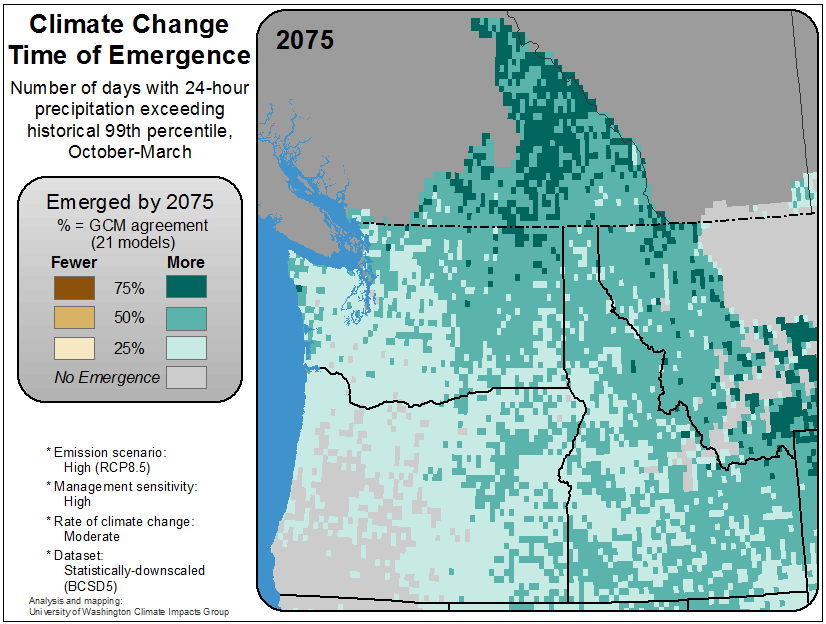 Climate Change
Time of Emergence
Number of days with 24-hour
precipitation exceeding
historical 99th percentile,
October-March
2075
Emerged by 2075
% = GCM agreement
(21 models)
Fewer More
75%
50%
25%
No Emergence
* Emission scenario:
High (RCP8.5)
* Management sensitivity:
High
* Rate of climate change:
Moderate
* Dataset:
Statistically-downscaled
(BCSD5)
Analysis and mapping:
University of Washington Climate Impacts Group